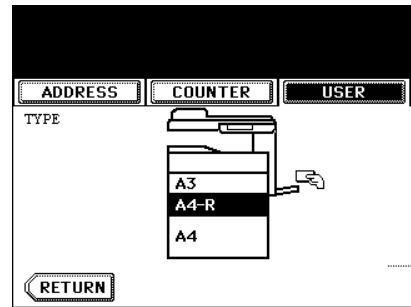 ADDRESS COUNTER USER
TYPE
A3
A4-R
A4
RETURN